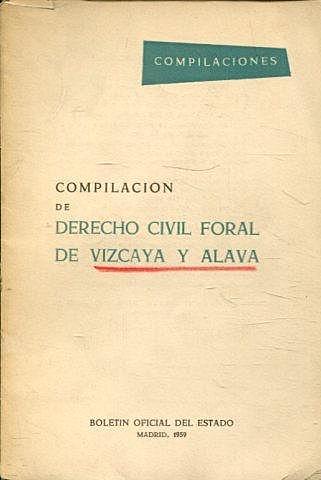 COMPILACIONES
COMPILACION
DE
DERECHO CIVIL FORAL
DE VIZCAYA Y ALAVA
BOLETIN OFICIAL DEL ESTADO
MADRID, 1959